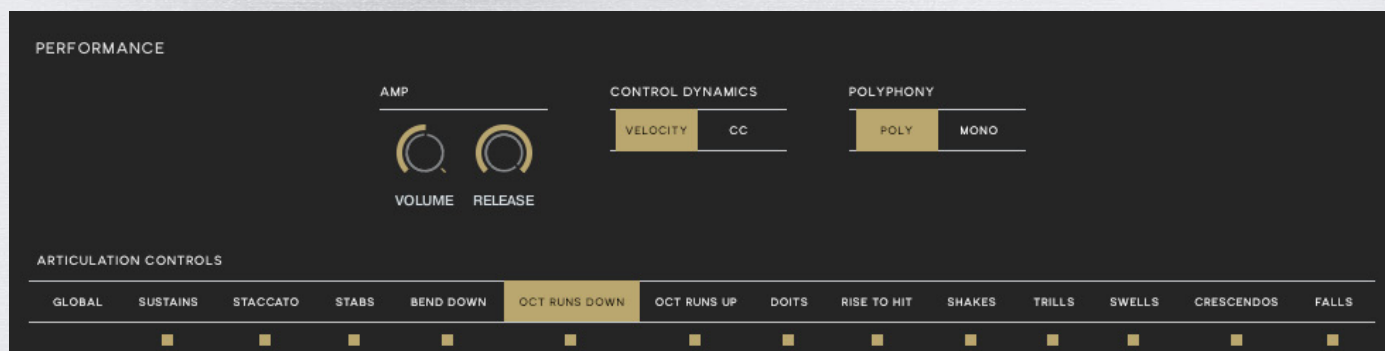 PERFORMANCE
AMP
CONTROL DYNAMICS
POLYPHONY
VELOCITY CC
POLY MONO
VOLUME RELEASE
ARTICULATION CONTROLS
GLOBAL SUSTAINS STACCATO STABS BEND DOWN OCT RUNS DOWN OCT RUNS UP DOITS RISE TO HIT SHAKES TRILLS SWELLS CRESCENDOS FALLS